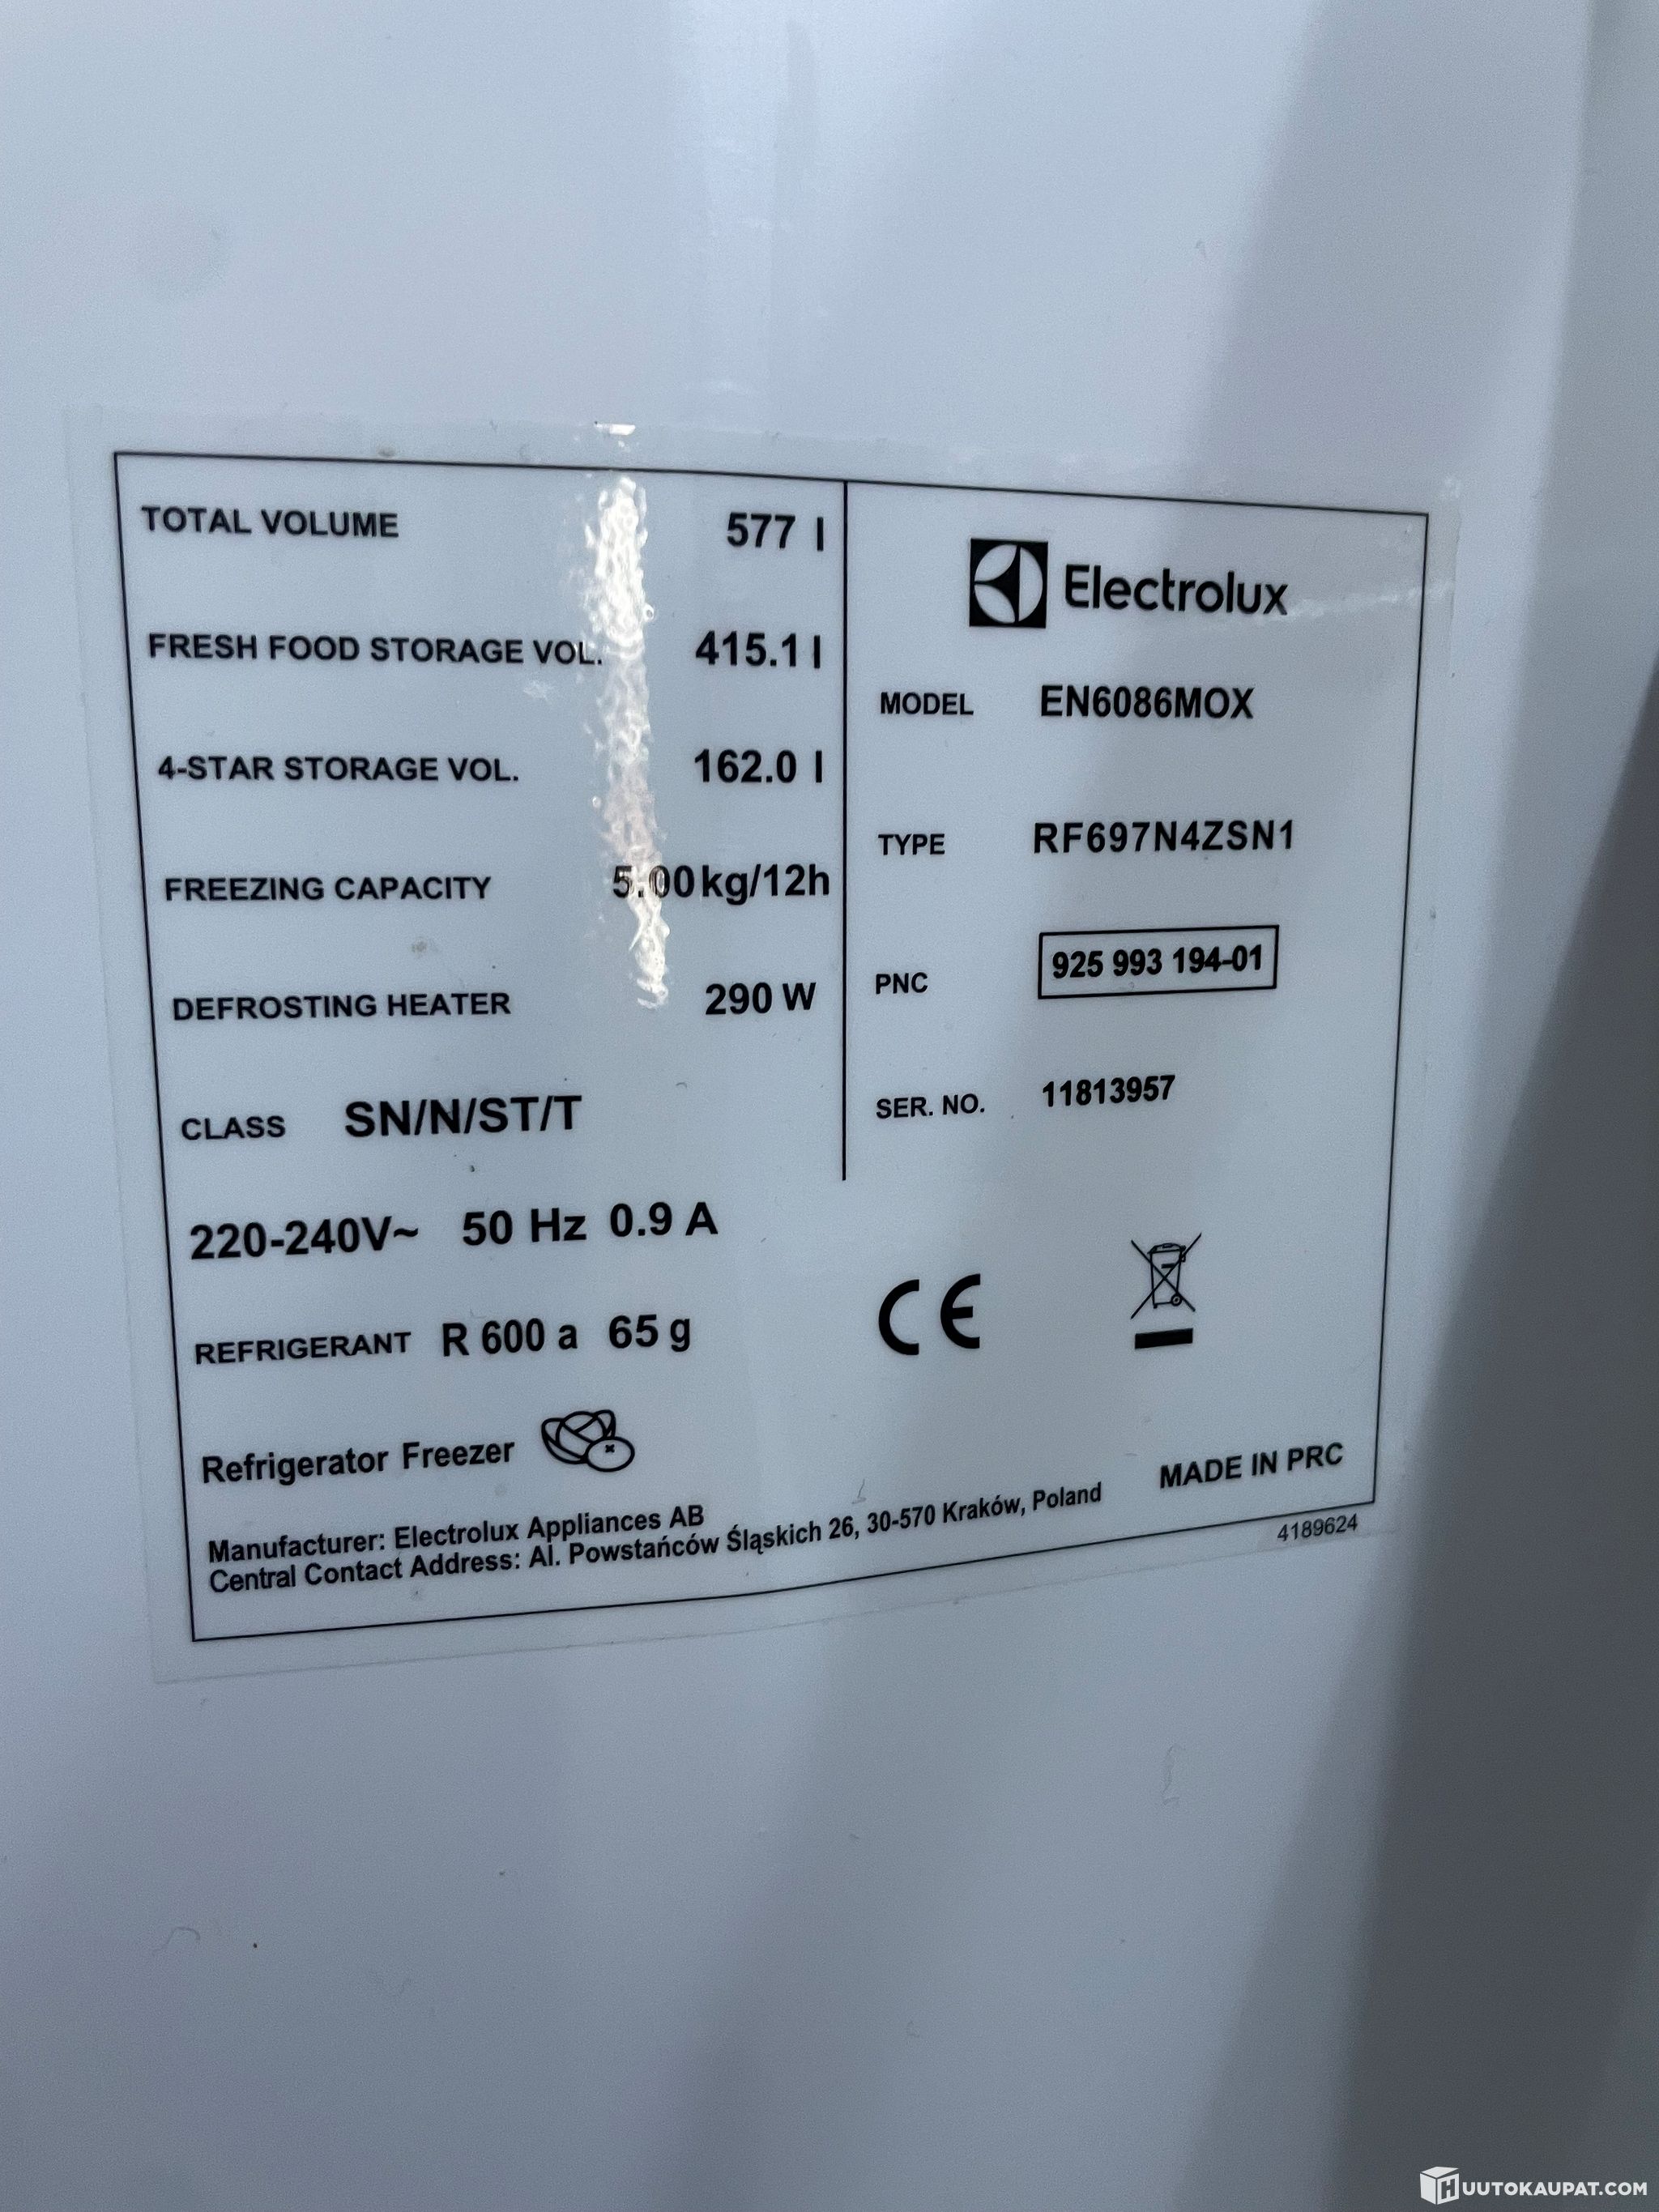 TOTAL VOLUME 577 l
FRESH FOOD STORAGE VOL. 415.1 l
4-STAR STORAGE VOL. 162.0 l
FREEZING CAPACITY 5.00 kg/12h
DEFROSTING HEATER 290 W
CLASS SN/N/ST/T
220-240V~ 50 Hz 0.9 A
REFRIGERANT R 600 a 65 g
Refrigerator Freezer
Electrolux
MODEL EN6086MOX
TYPE RF697N4ZSN1
PNC 925 993 194-01
SER. NO. 11813957
CE
Manufacturer: Electrolux Appliances AB
Central Contact Address: Al. Powstańców Śląskich 26, 30-570 Kraków, Poland
MADE IN PRC
4189624
HUUTOKAUPAT.COM